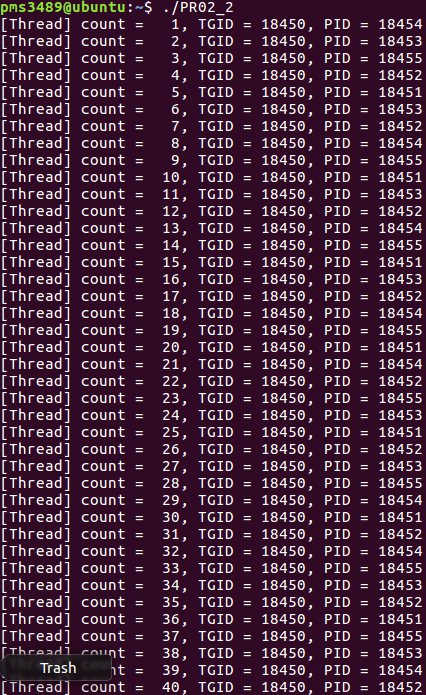 pms3489@ubuntu:~$ ./PR02_2
[Thread] count =   1, TGID = 18450, PID = 18454
[Thread] count =   2, TGID = 18450, PID = 18453
[Thread] count =   3, TGID = 18450, PID = 18455
[Thread] count =   4, TGID = 18450, PID = 18452
[Thread] count =   5, TGID = 18450, PID = 18451
[Thread] count =   6, TGID = 18450, PID = 18453
[Thread] count =   7, TGID = 18450, PID = 18452
[Thread] count =   8, TGID = 18450, PID = 18454
[Thread] count =   9, TGID = 18450, PID = 18455
[Thread] count =  10, TGID = 18450, PID = 18451
[Thread] count =  11, TGID = 18450, PID = 18453
[Thread] count =  12, TGID = 18450, PID = 18452
[Thread] count =  13, TGID = 18450, PID = 18454
[Thread] count =  14, TGID = 18450, PID = 18455
[Thread] count =  15, TGID = 18450, PID = 18451
[Thread] count =  16, TGID = 18450, PID = 18453
[Thread] count =  17, TGID = 18450, PID = 18452
[Thread] count =  18, TGID = 18450, PID = 18454
[Thread] count =  19, TGID = 18450, PID = 18455
[Thread] count =  20, TGID = 18450, PID = 18451
[Thread] count =  21, TGID = 18450, PID = 18454
[Thread] count =  22, TGID = 18450, PID = 18452
[Thread] count =  23, TGID = 18450, PID = 18455
[Thread] count =  24, TGID = 18450, PID = 18453
[Thread] count =  25, TGID = 18450, PID = 18451
[Thread] count =  26, TGID = 18450, PID = 18452
[Thread] count =  27, TGID = 18450, PID = 18453
[Thread] count =  28, TGID = 18450, PID = 18455
[Thread] count =  29, TGID = 18450, PID = 18454
[Thread] count =  30, TGID = 18450, PID = 18451
[Thread] count =  31, TGID = 18450, PID = 18452
[Thread] count =  32, TGID = 18450, PID = 18454
[Thread] count =  33, TGID = 18450, PID = 18455
[Thread] count =  34, TGID = 18450, PID = 18453
[Thread] count =  35, TGID = 18450, PID = 18452
[Thread] count =  36, TGID = 18450, PID = 18451
[Thread] count =  37, TGID = 18450, PID = 18455
[Thread] count =  38, TGID = 18450, PID = 18453
Trash =  39, TGID = 18450, PID = 18454
[Thread] count =  40, TGID = 18450, PID = 18452